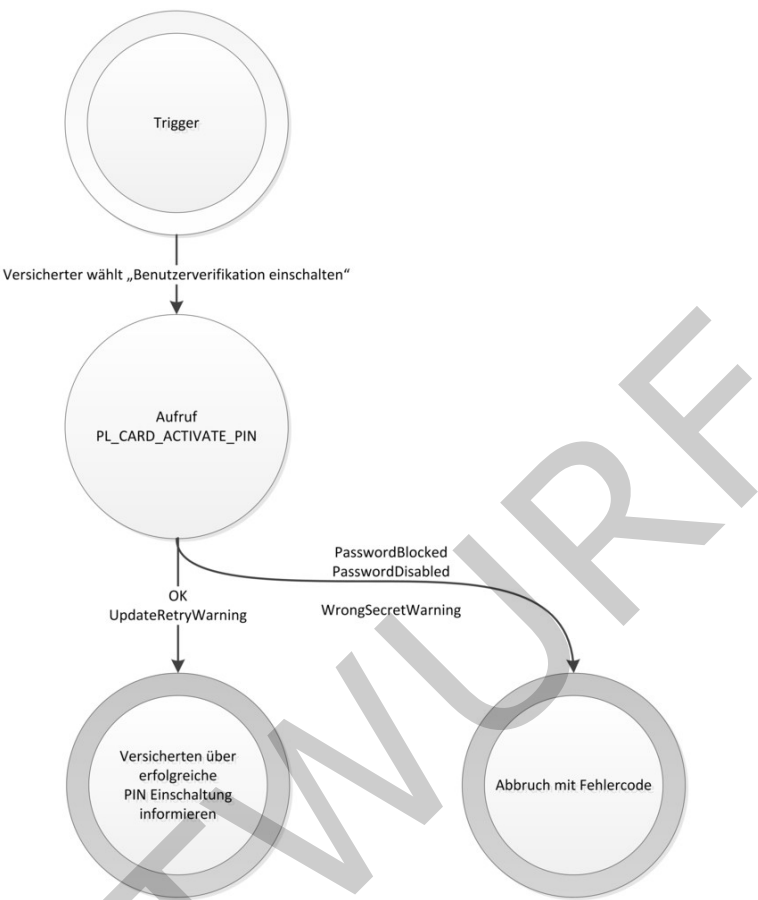 Trigger
Versicherter wählt „Benutzerverifikation einschalten“
Aufruf
PL_CARD_ACTIVATE_PIN
PasswordBlocked
PasswordDisabled
OK
UpdateRetryWarning
WrongSecretWarning
Versicherten über
erfolgreiche
PIN Einschaltung
informieren
Abbruch mit Fehlercode
TWURF